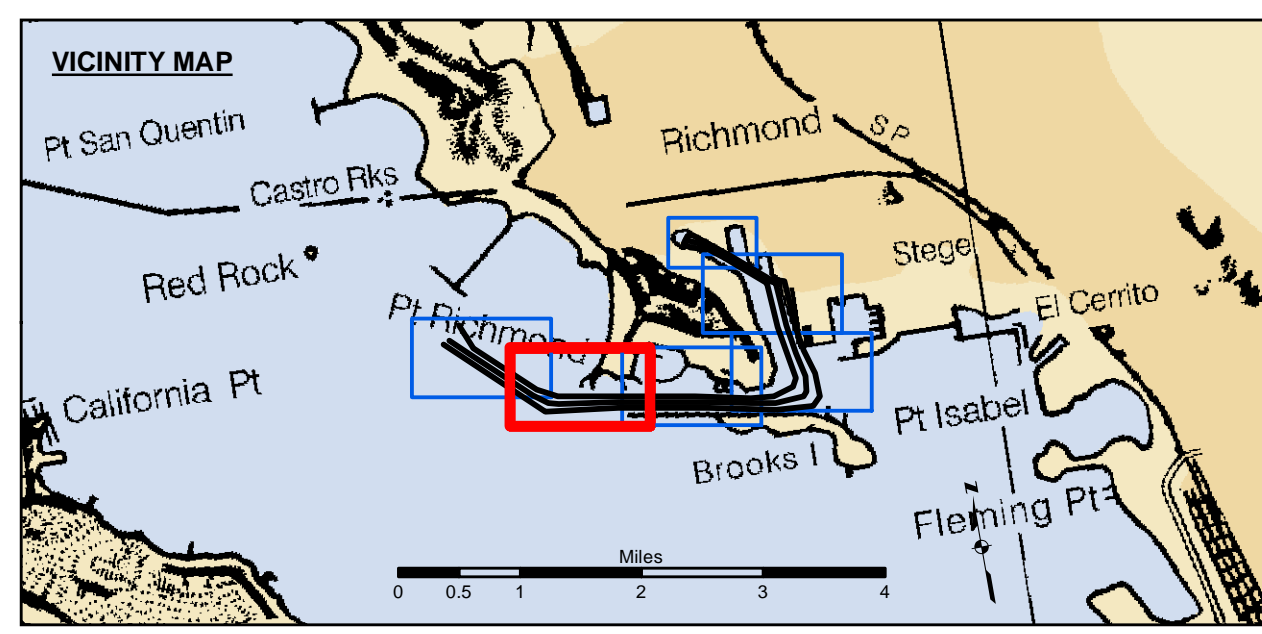 VICINITY MAP
Pt San Quentin
Richmond
S P
Castro Rks
Stege
Red Rock
El Cerrito
Pt Richmond
California Pt
Pt Isabel
Brooks I
Fleming Pt
N
Miles
0 0.5 1 2 3 4